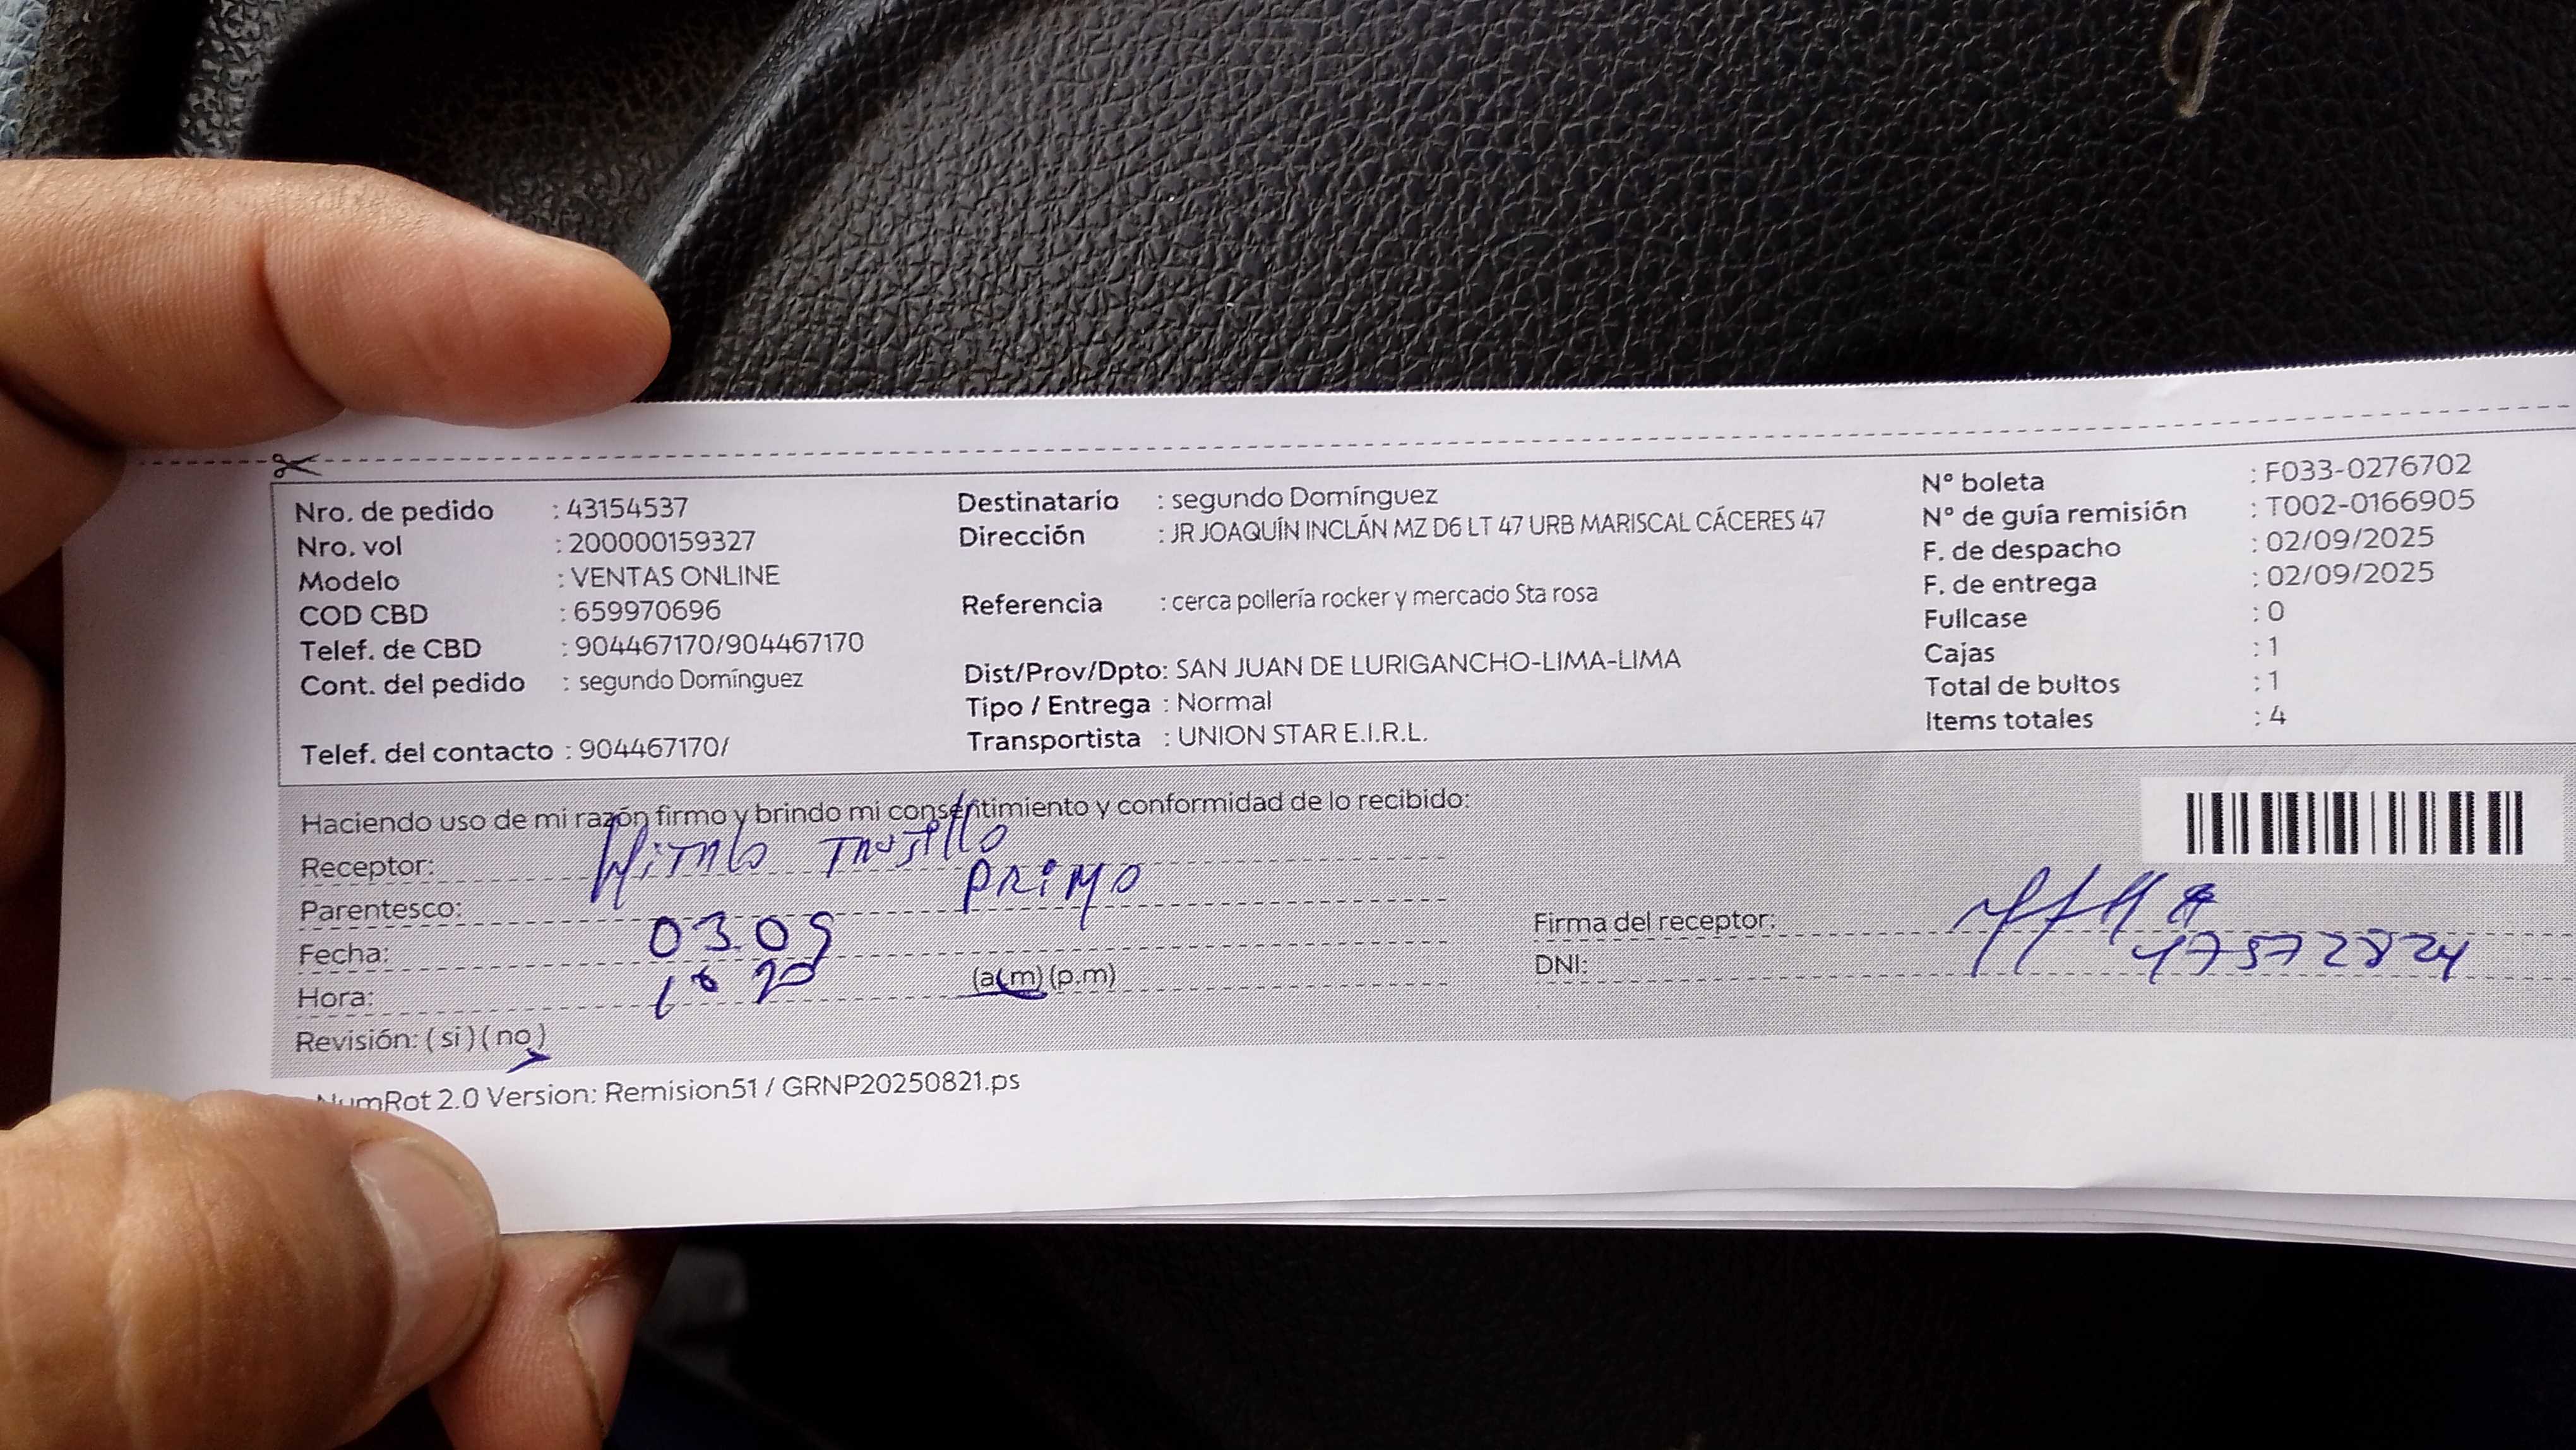 Nro. de pedido : 43154537
Nro. vol : 200000159327
Modelo : VENTAS ONLINE
COD CBD : 659970696
Telef. de CBD : 904467170/904467170
Cont. del pedido : segundo Domínguez
Telef. del contacto : 904467170/
Destinatario : segundo Domínguez
Dirección : JR JOAQUÍN INCLÁN MZ D6 LT 47 URB MARISCAL CÁCERES 47
Referencia : cerca pollería rocker y mercado Sta rosa
Dist/Prov/Dpto: SAN JUAN DE LURIGANCHO-LIMA-LIMA
Tipo / Entrega : Normal
Transportista : UNION STAR E.I.R.L.
Nº boleta : F033-0276702
Nº de guía remisión : T002-0166905
F. de despacho : 02/09/2025
F. de entrega : 02/09/2025
Fullcase : 0
Cajas : 1
Total de bultos : 1
Items totales : 4
Haciendo uso de mi razón firmo y brindo mi consentimiento y conformidad de lo recibido:
Receptor: Trujillo
Parentesco: PRIMO
Fecha: 03 09
Hora: (a.m) (p.m)
Revisión: ( si ) ( no )
Firma del receptor:
DNI:
NumRot 2.0 Version: Remision51 / GRNP20250821.ps